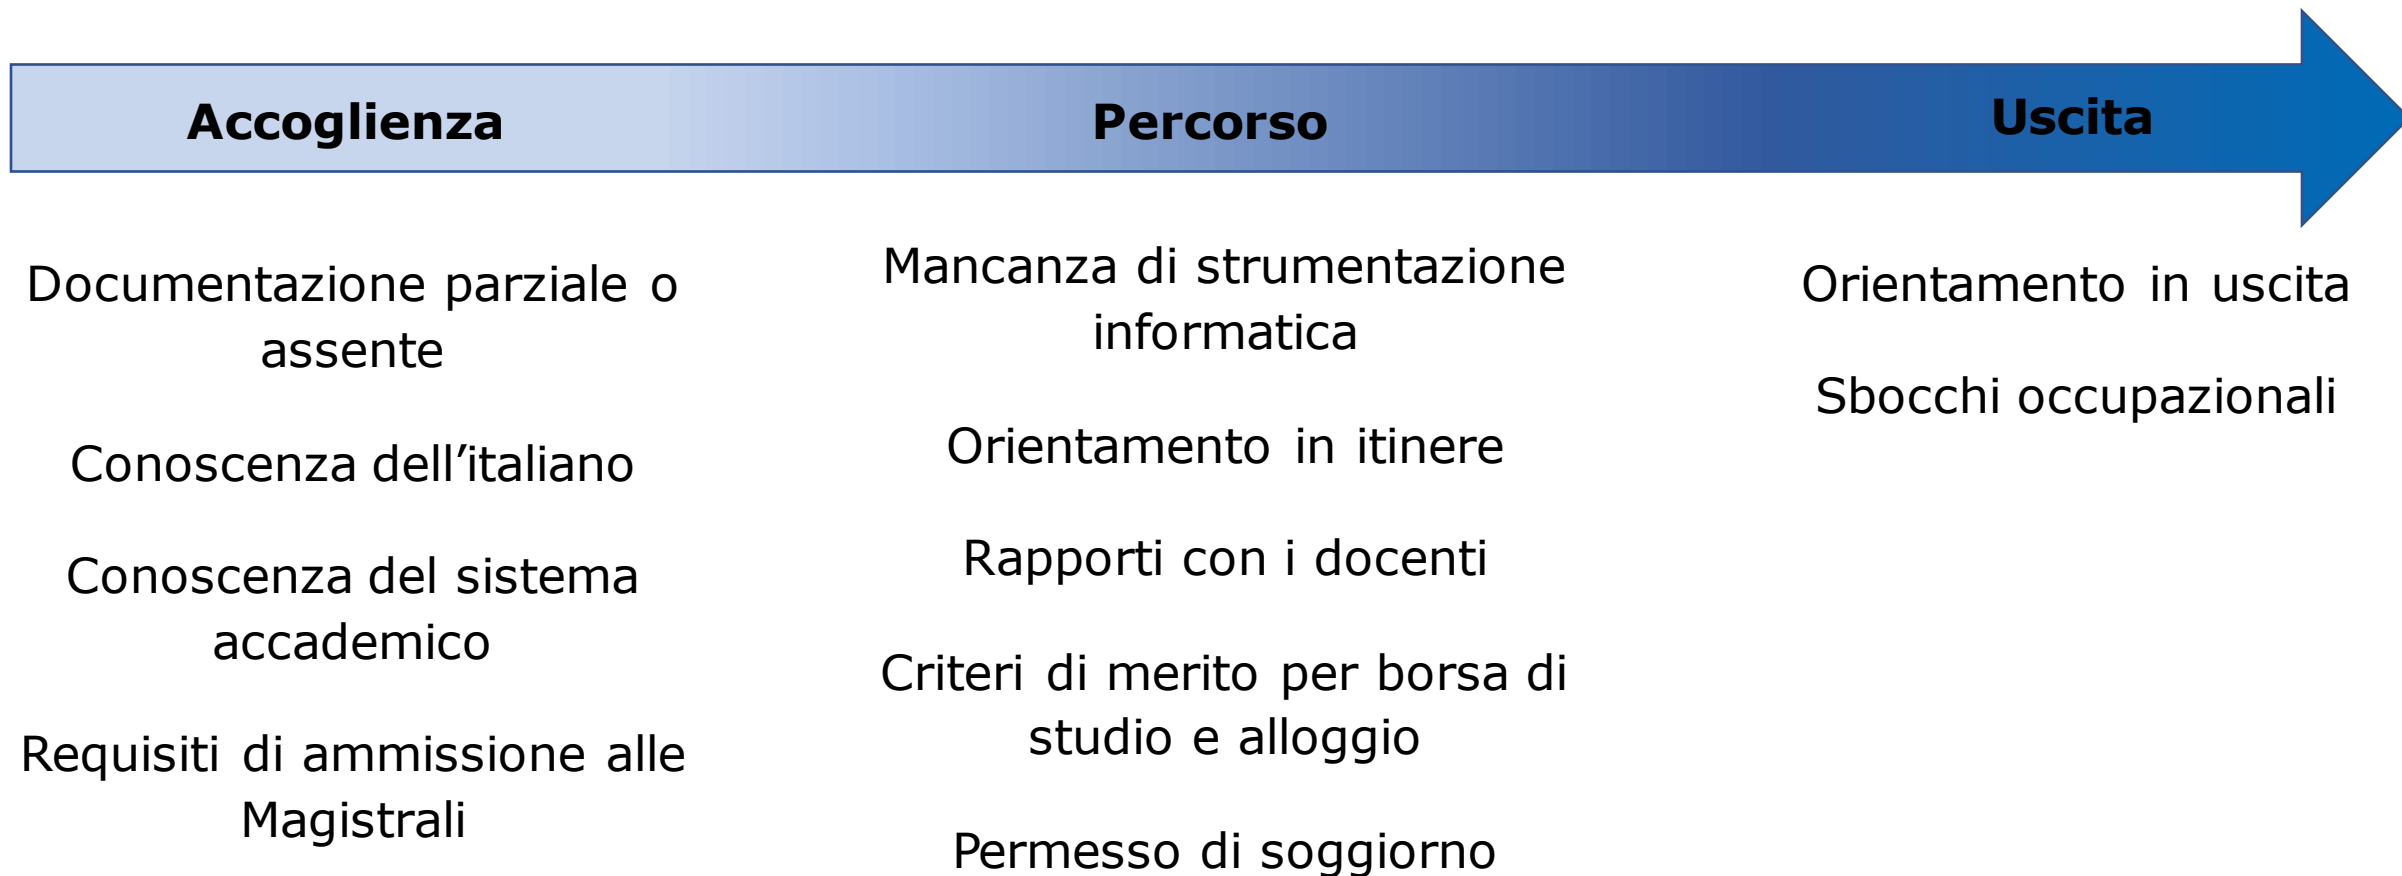 Accoglienza
Percorso
Uscita
Documentazione parziale o
assente
Conoscenza dell’italiano
Conoscenza del sistema
accademico
Requisiti di ammissione alle
Magistrali
Mancanza di strumentazione
informatica
Orientamento in itinere
Rapporti con i docenti
Criteri di merito per borsa di
studio e alloggio
Permesso di soggiorno
Orientamento in uscita
Sbocchi occupazionali